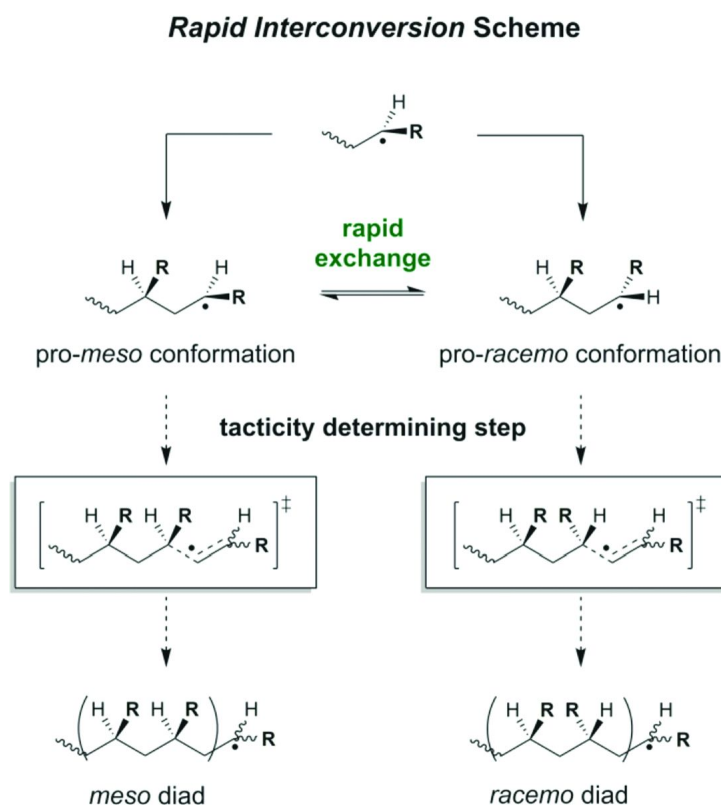 Rapid Interconversion Scheme
H
R
rapid
exchange
H R H
R
H R R
H
pro-meso conformation
pro-racemo conformation
tacticity determining step
H R H R H
R
‡
H R R H H
R
‡
H R H R H
R
H R R H H
R
meso diad
racemo diad